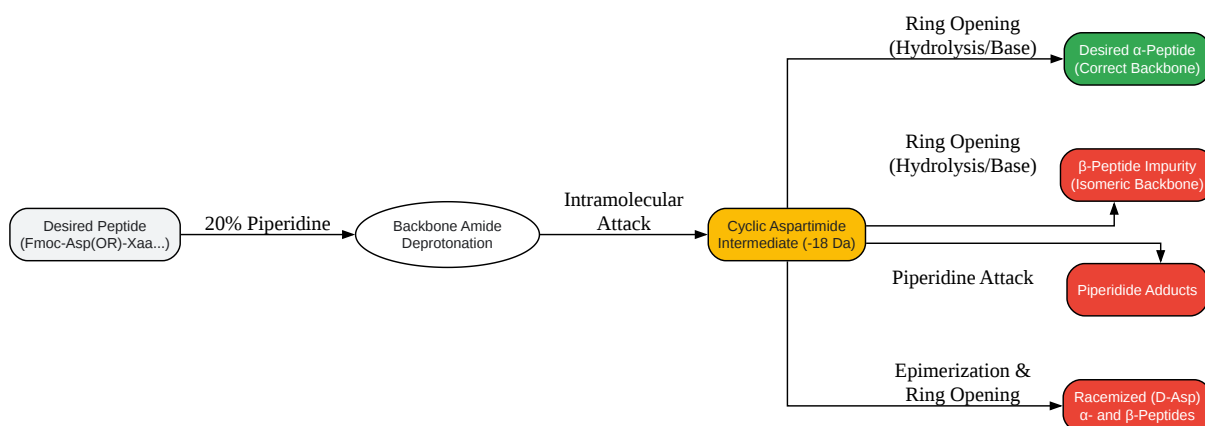 Ring Opening
(Hydrolysis/Base)
Desired α-Peptide
(Correct Backbone)
Ring Opening
(Hydrolysis/Base)
β-Peptide Impurity
(Isomeric Backbone)
Desired Peptide
(Fmoc-Asp(OR)-Xaa...)
20% Piperidine
Backbone Amide
Deprotonation
Intramolecular
Attack
Cyclic Aspartimide
Intermediate (-18 Da)
Piperidine Attack
Piperidide Adducts
Epimerization &
Ring Opening
Racemized (D-Asp)
α- and β-Peptides